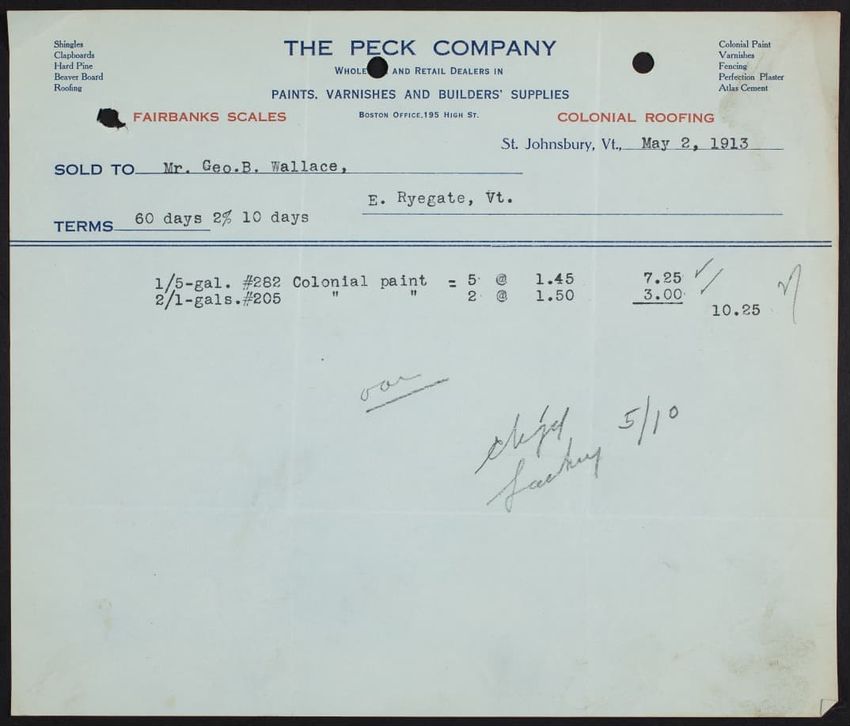 Shingles
Clapboards
Hard Pine
Beaver Board
Roofing
THE PECK COMPANY
AND RETAIL DEALERS IN
PAINTS, VARNISHES AND BUILDERS' SUPPLIES
BOSTON OFFICE, 195 HIGH ST.
Colonial Paint
Varnishes
Fencing
Perfection Plaster
Atlas Cement
FAIRBANKS SCALES
COLONIAL ROOFING
St. Johnsbury, Vt., May 2, 1913
SOLD TO Mr. Geo.B. Wallace,
E. Ryegate, Vt.
TERMS 60 days 2% 10 days
1/5-gal. #282 Colonial paint = 5 @ 1.45 7.25
2/1-gals.#205 " " 2 @ 1.50 3.00
10.25
5/10